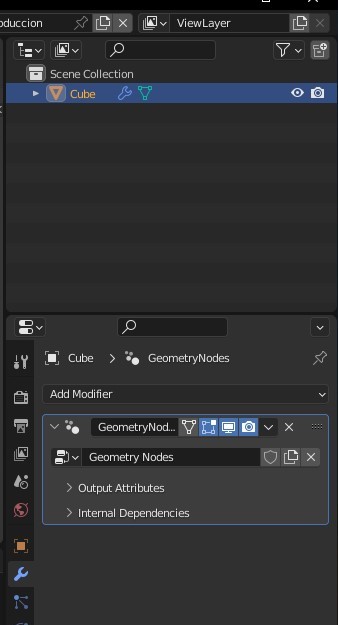 oduccion
ViewLayer
Scene Collection
Cube
Cube > GeometryNodes
Add Modifier
GeometryNod...
Geometry Nodes
Output Attributes
Internal Dependencies